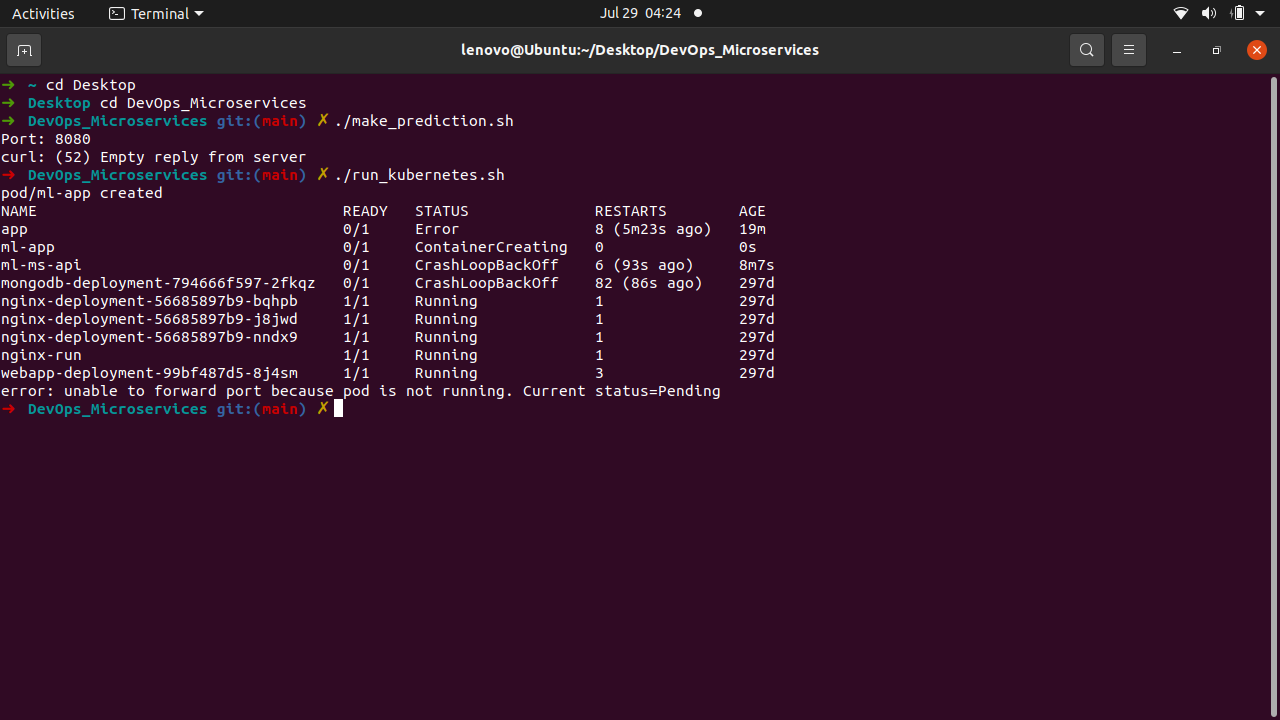 Activities Terminal Jul 29 04:24
lenovo@Ubuntu:~/Desktop/DevOps_Microservices
➜ ~ cd Desktop
➜ Desktop cd DevOps_Microservices
➜ DevOps_Microservices git:(main) ✗ ./make_prediction.sh
Port: 8080
curl: (52) Empty reply from server
➜ DevOps_Microservices git:(main) ✗ ./run_kubernetes.sh
pod/ml-app created
NAME READY STATUS RESTARTS AGE
app 0/1 Error 8 (5m23s ago) 19m
ml-app 0/1 ContainerCreating 0 0s
ml-ms-api 0/1 CrashLoopBackOff 6 (93s ago) 8m7s
mongodb-deployment-794666f597-2fkqz 0/1 CrashLoopBackOff 82 (86s ago) 297d
nginx-deployment-56685897b9-bqhpb 1/1 Running 1 297d
nginx-deployment-56685897b9-j8jwd 1/1 Running 1 297d
nginx-deployment-56685897b9-nndx9 1/1 Running 1 297d
nginx-run 1/1 Running 1 297d
webapp-deployment-99bf487d5-8j4sm 1/1 Running 3 297d
error: unable to forward port because pod is not running. Current status=Pending
➜ DevOps_Microservices git:(main) ✗